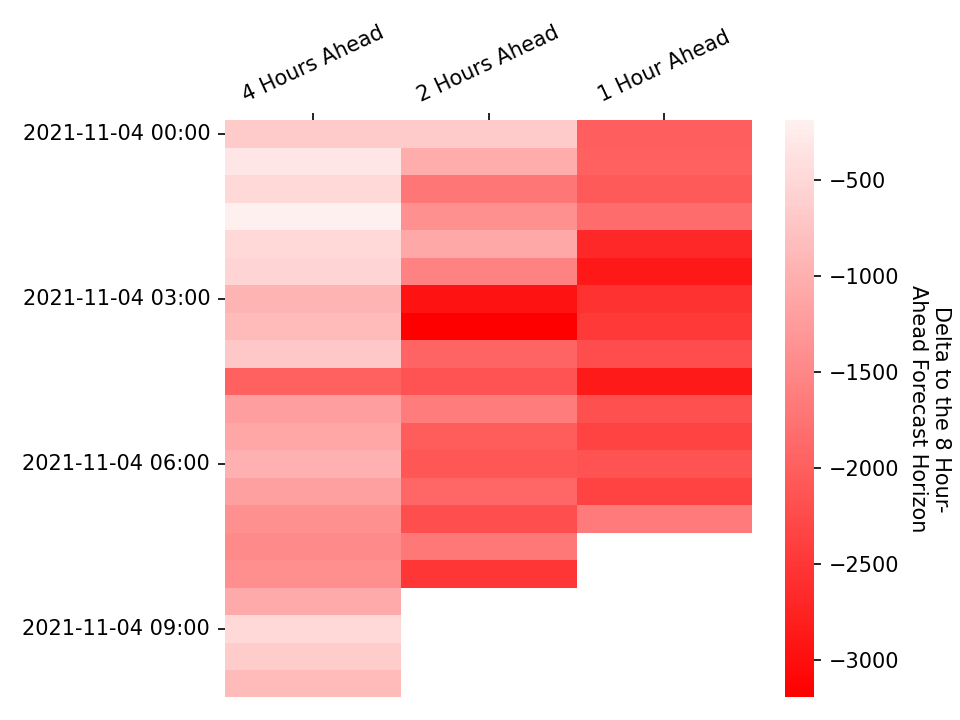 4 Hours Ahead
2 Hours Ahead
1 Hour Ahead
2021-11-04 00:00
2021-11-04 03:00
2021-11-04 06:00
2021-11-04 09:00
−500
−1000
−1500
−2000
−2500
−3000
Delta to the 8 Hour-
Ahead Forecast Horizon